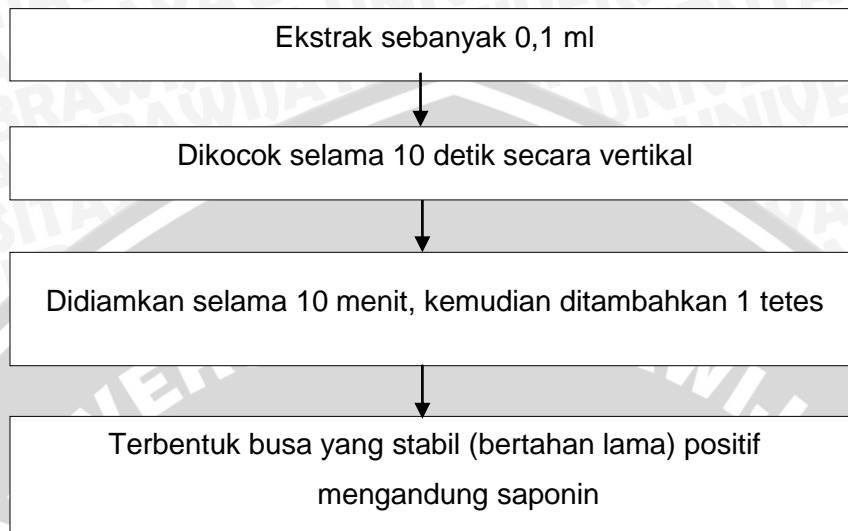 Ekstrak sebanyak 0,1 ml
Dikocok selama 10 detik secara vertikal
Didiamkan selama 10 menit, kemudian ditambahkan 1 tetes
Terbentuk busa yang stabil (bertahan lama) positif
mengandung saponin